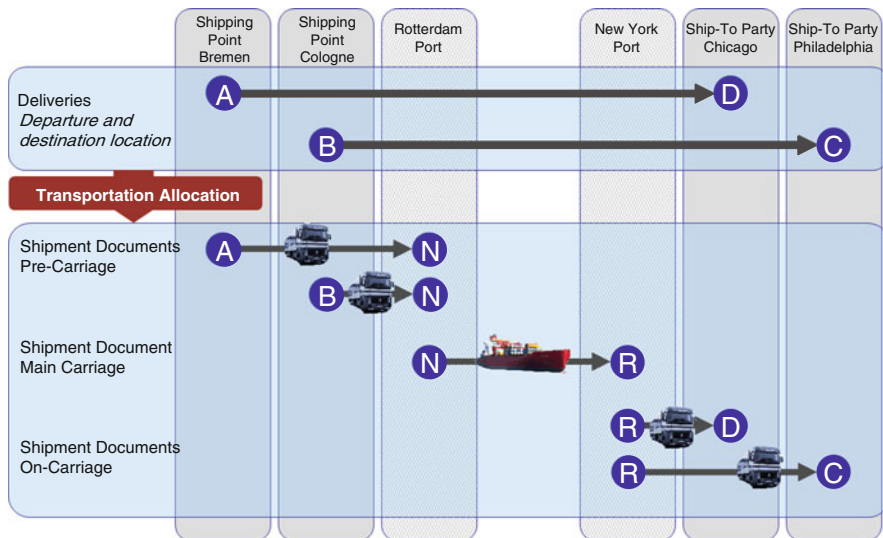 Shipping
Point
Bremen
Shipping
Point
Cologne
Rotterdam
Port
New York
Port
Ship-To Party
Chicago
Ship-To Party
Philadelphia
Deliveries
Departure and
destination location
A
D
B
C
Transportation Allocation
Shipment Documents
Pre-Carriage
A
N
B
N
Shipment Document
Main Carriage
N
R
Shipment Documents
On-Carriage
R
D
R
C